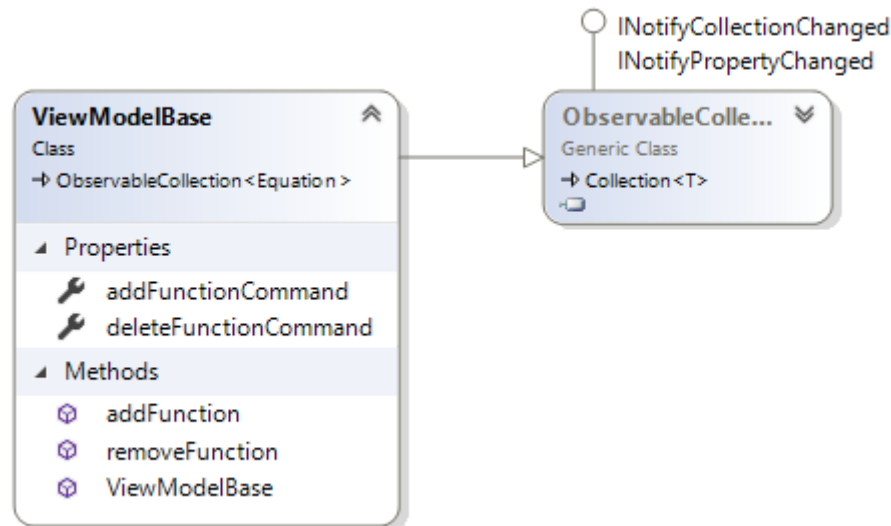 INotifyCollectionChanged
INotifyPropertyChanged
ViewModelBase
Class
ObservableCollection<Equation>
Properties
addFunctionCommand
deleteFunctionCommand
Methods
addFunction
removeFunction
ViewModelBase
ObservableColle...
Generic Class
Collection<T>